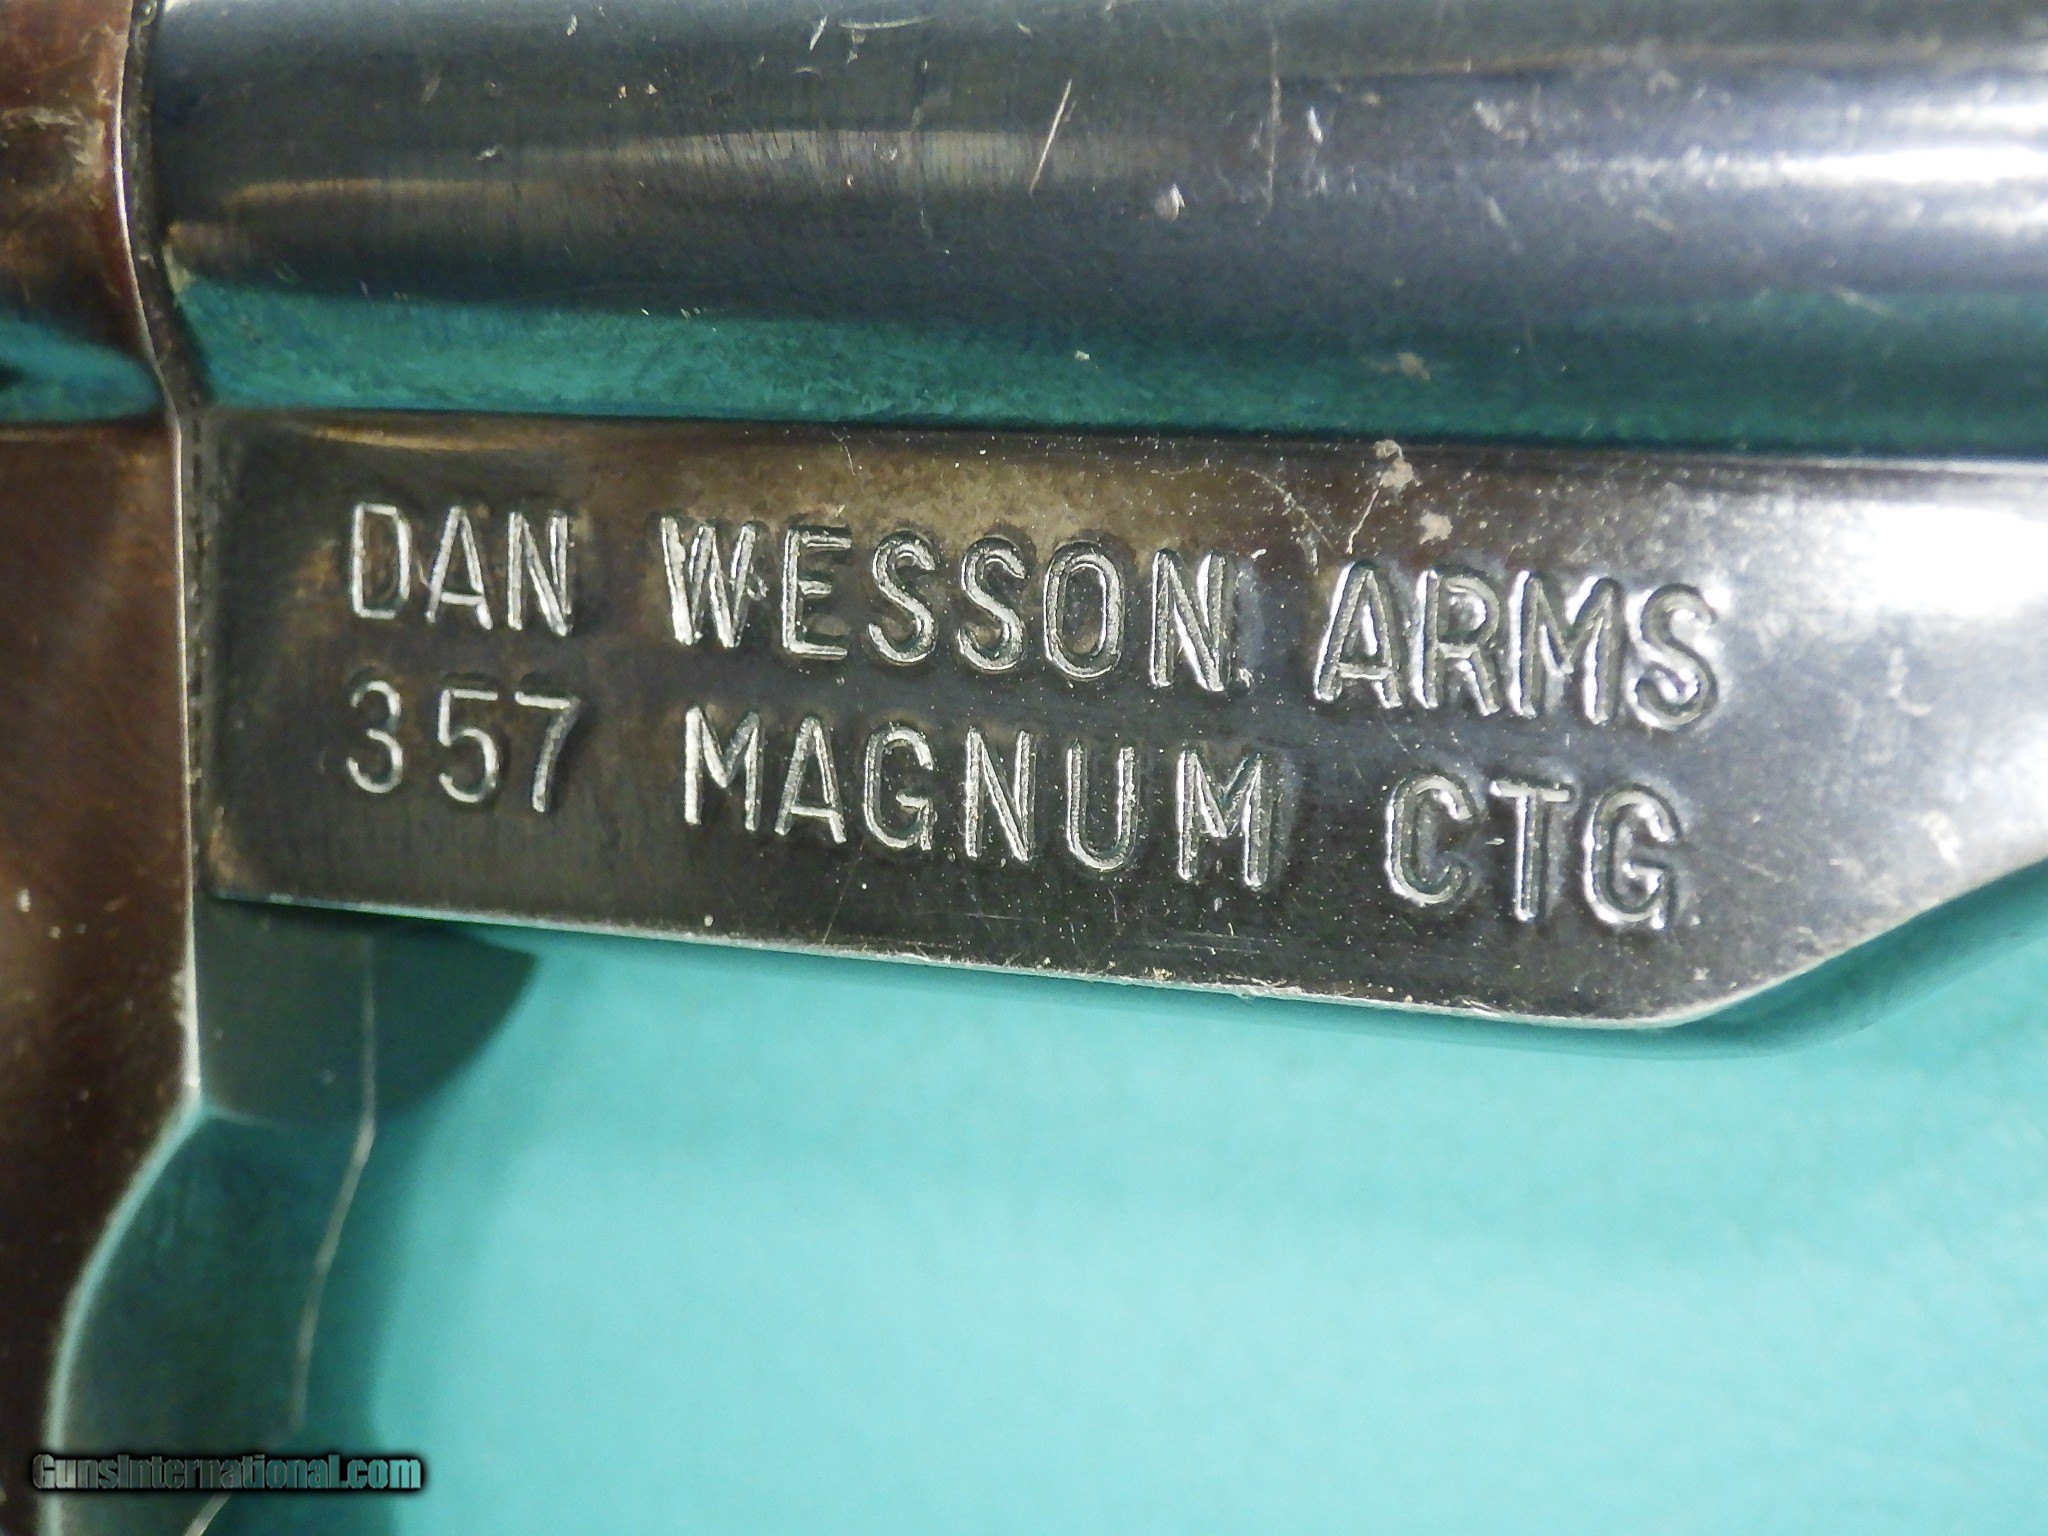 DAN WESSON ARMS
357 MAGNUM CTG
GunsInternational.com